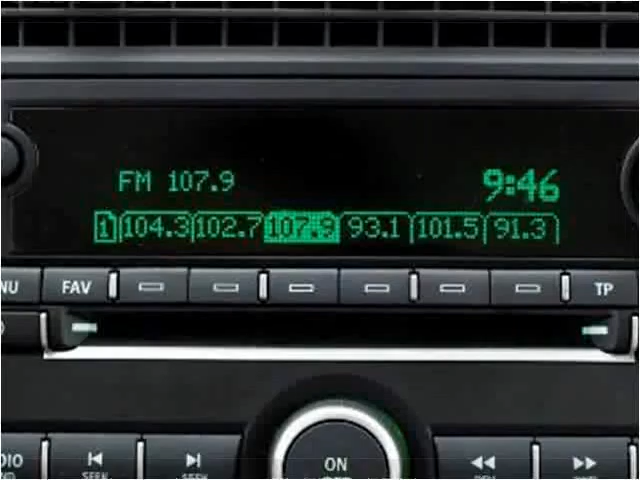 FM 107.9 9:46
1 104.3 102.7 107.9 93.1 101.5 91.3
NU FAV TP
DIO SEEK SEEK ON